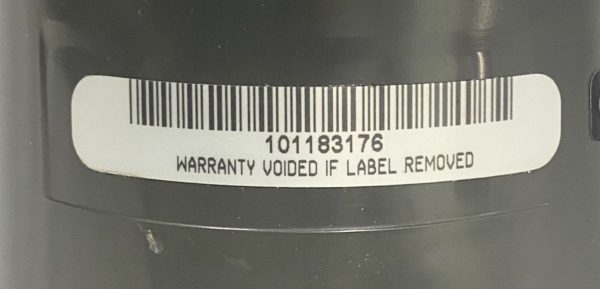 101183176
WARRANTY VOIDED IF LABEL REMOVED